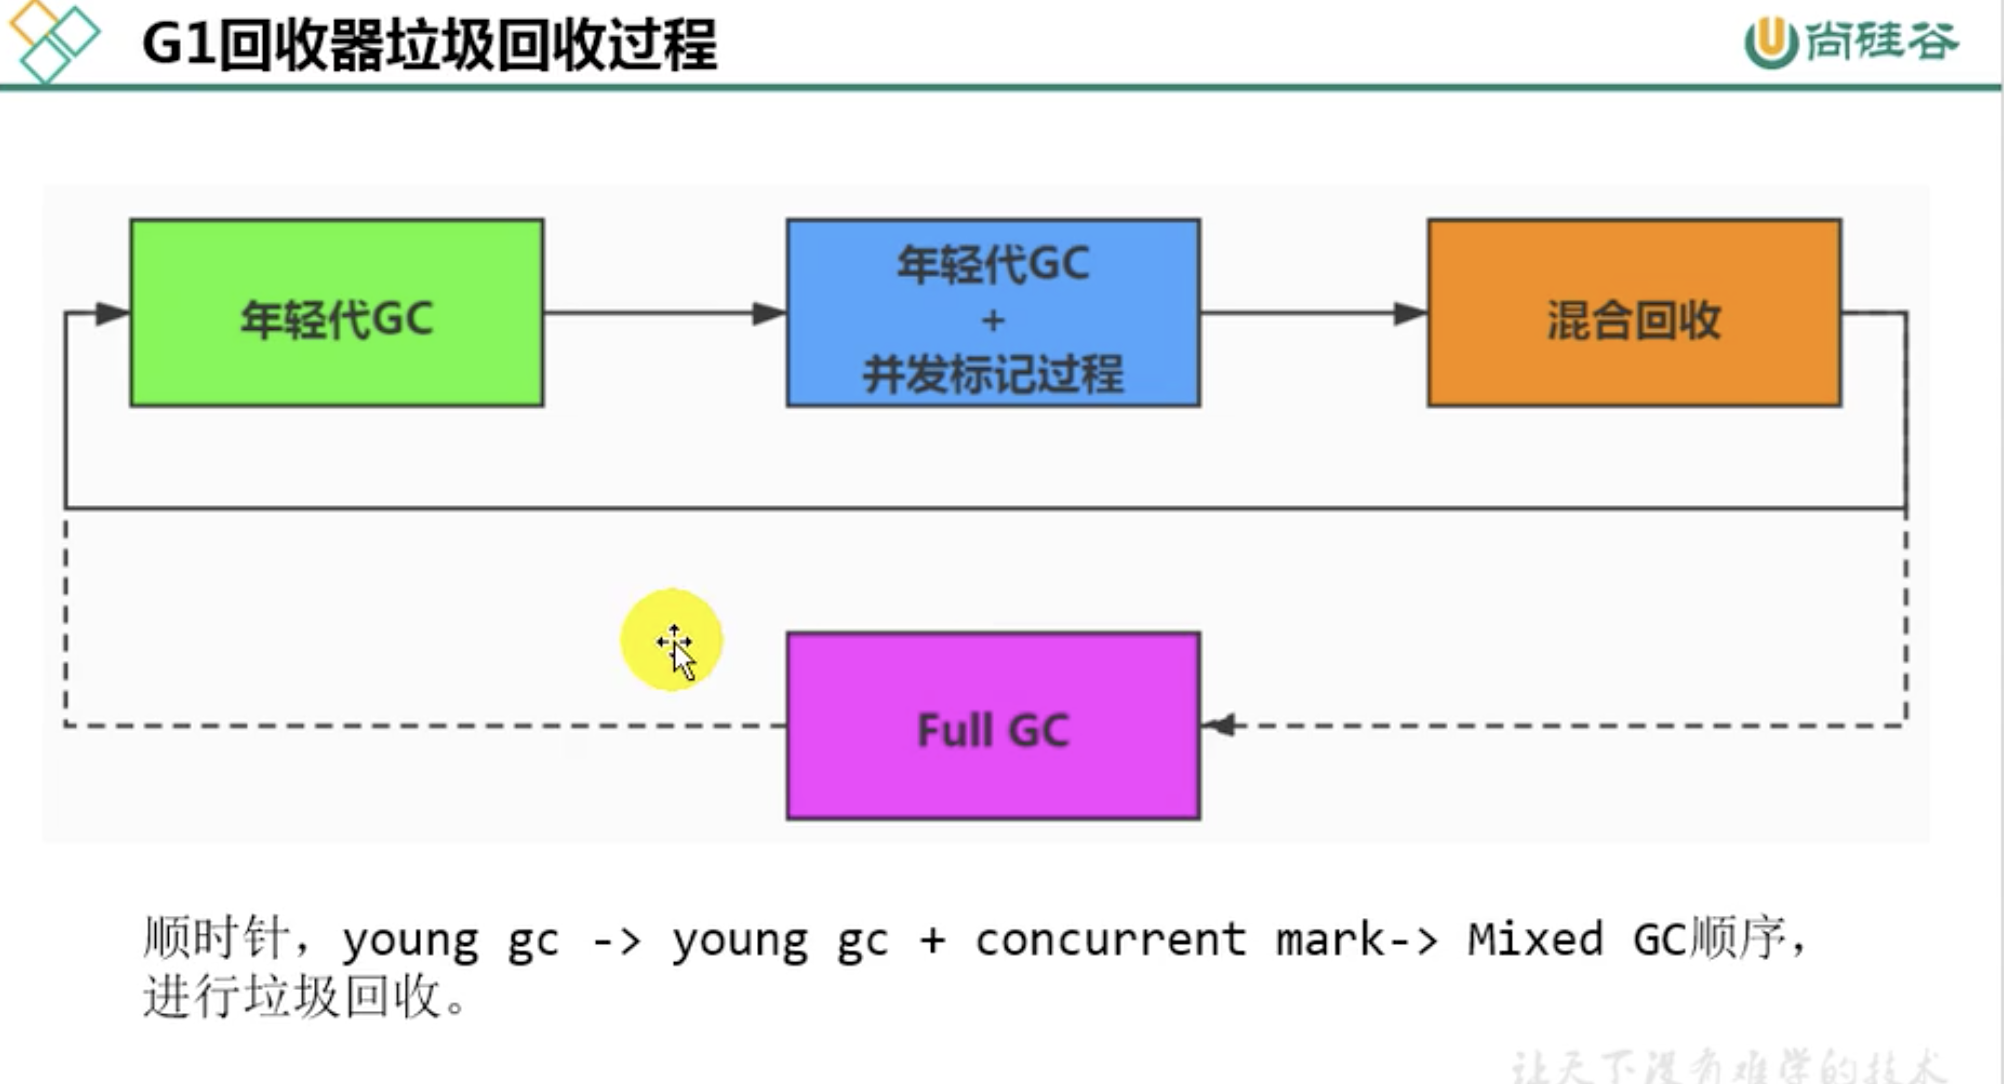 G1回收器垃圾回收过程
尚硅谷
年轻代GC
年轻代GC
+
并发标记过程
混合回收
Full GC
顺时针，young gc -> young gc + concurrent mark-> Mixed GC顺序，
进行垃圾回收。
让天下没有难学的技术